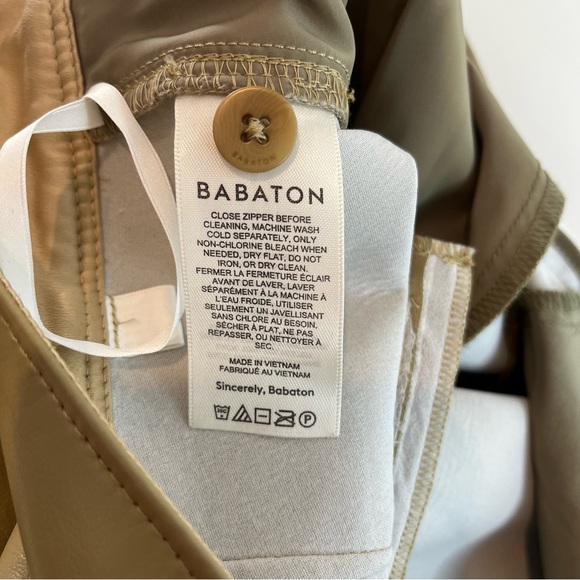 BABATON
BABATON
CLOSE ZIPPER BEFORE
CLEANING, MACHINE WASH
COLD SEPARATELY, ONLY
NON-CHLORINE BLEACH WHEN
NEEDED, DRY FLAT, DO NOT
IRON, OR DRY CLEAN.
FERMER LA FERMETURE ÉCLAIR
AVANT DE LAVER, LAVER
SÉPARÉMENT À LA MACHINE À
L'EAU FROIDE, UTILISER
SEULEMENT UN JAVELLISANT
SANS CHLORE AU BESOIN.
SÉCHER À PLAT, NE PAS
REPASSER, OU NETTOYER À
SEC.
MADE IN VIETNAM
FABRIQUÉ AU VIETNAM
Sincerely, Babaton
P